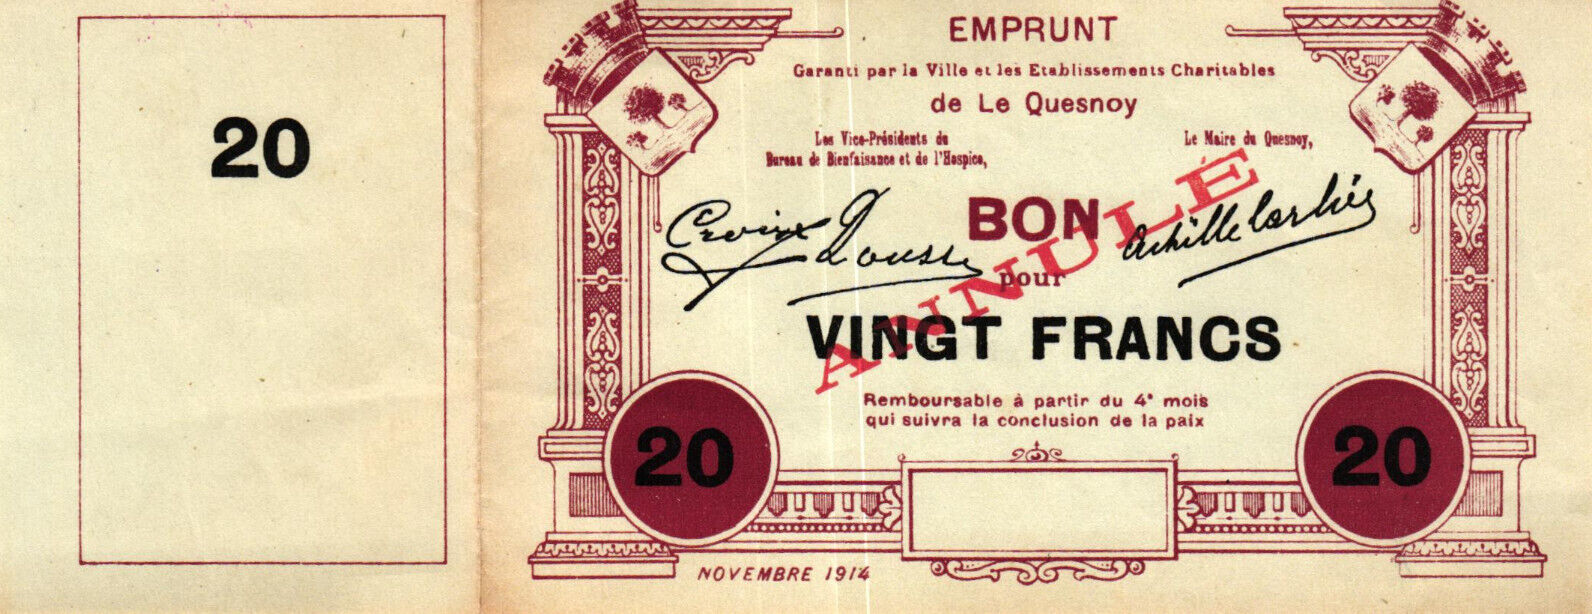 20
EMPRUNT
Garanti par la Ville et les Etablissements Charitables
de Le Quesnoy
Les Vice-Présidents du
Bureau de Bienfaisance et de l'Hospice,
Le Maire du Quesnoy,
Croix Dousse
BON
Achille Carlier
pour
ANNULÉ
VINGT FRANCS
Remboursable à partir du 4e mois
qui suivra la conclusion de la paix
20
20
NOVEMBRE 1914